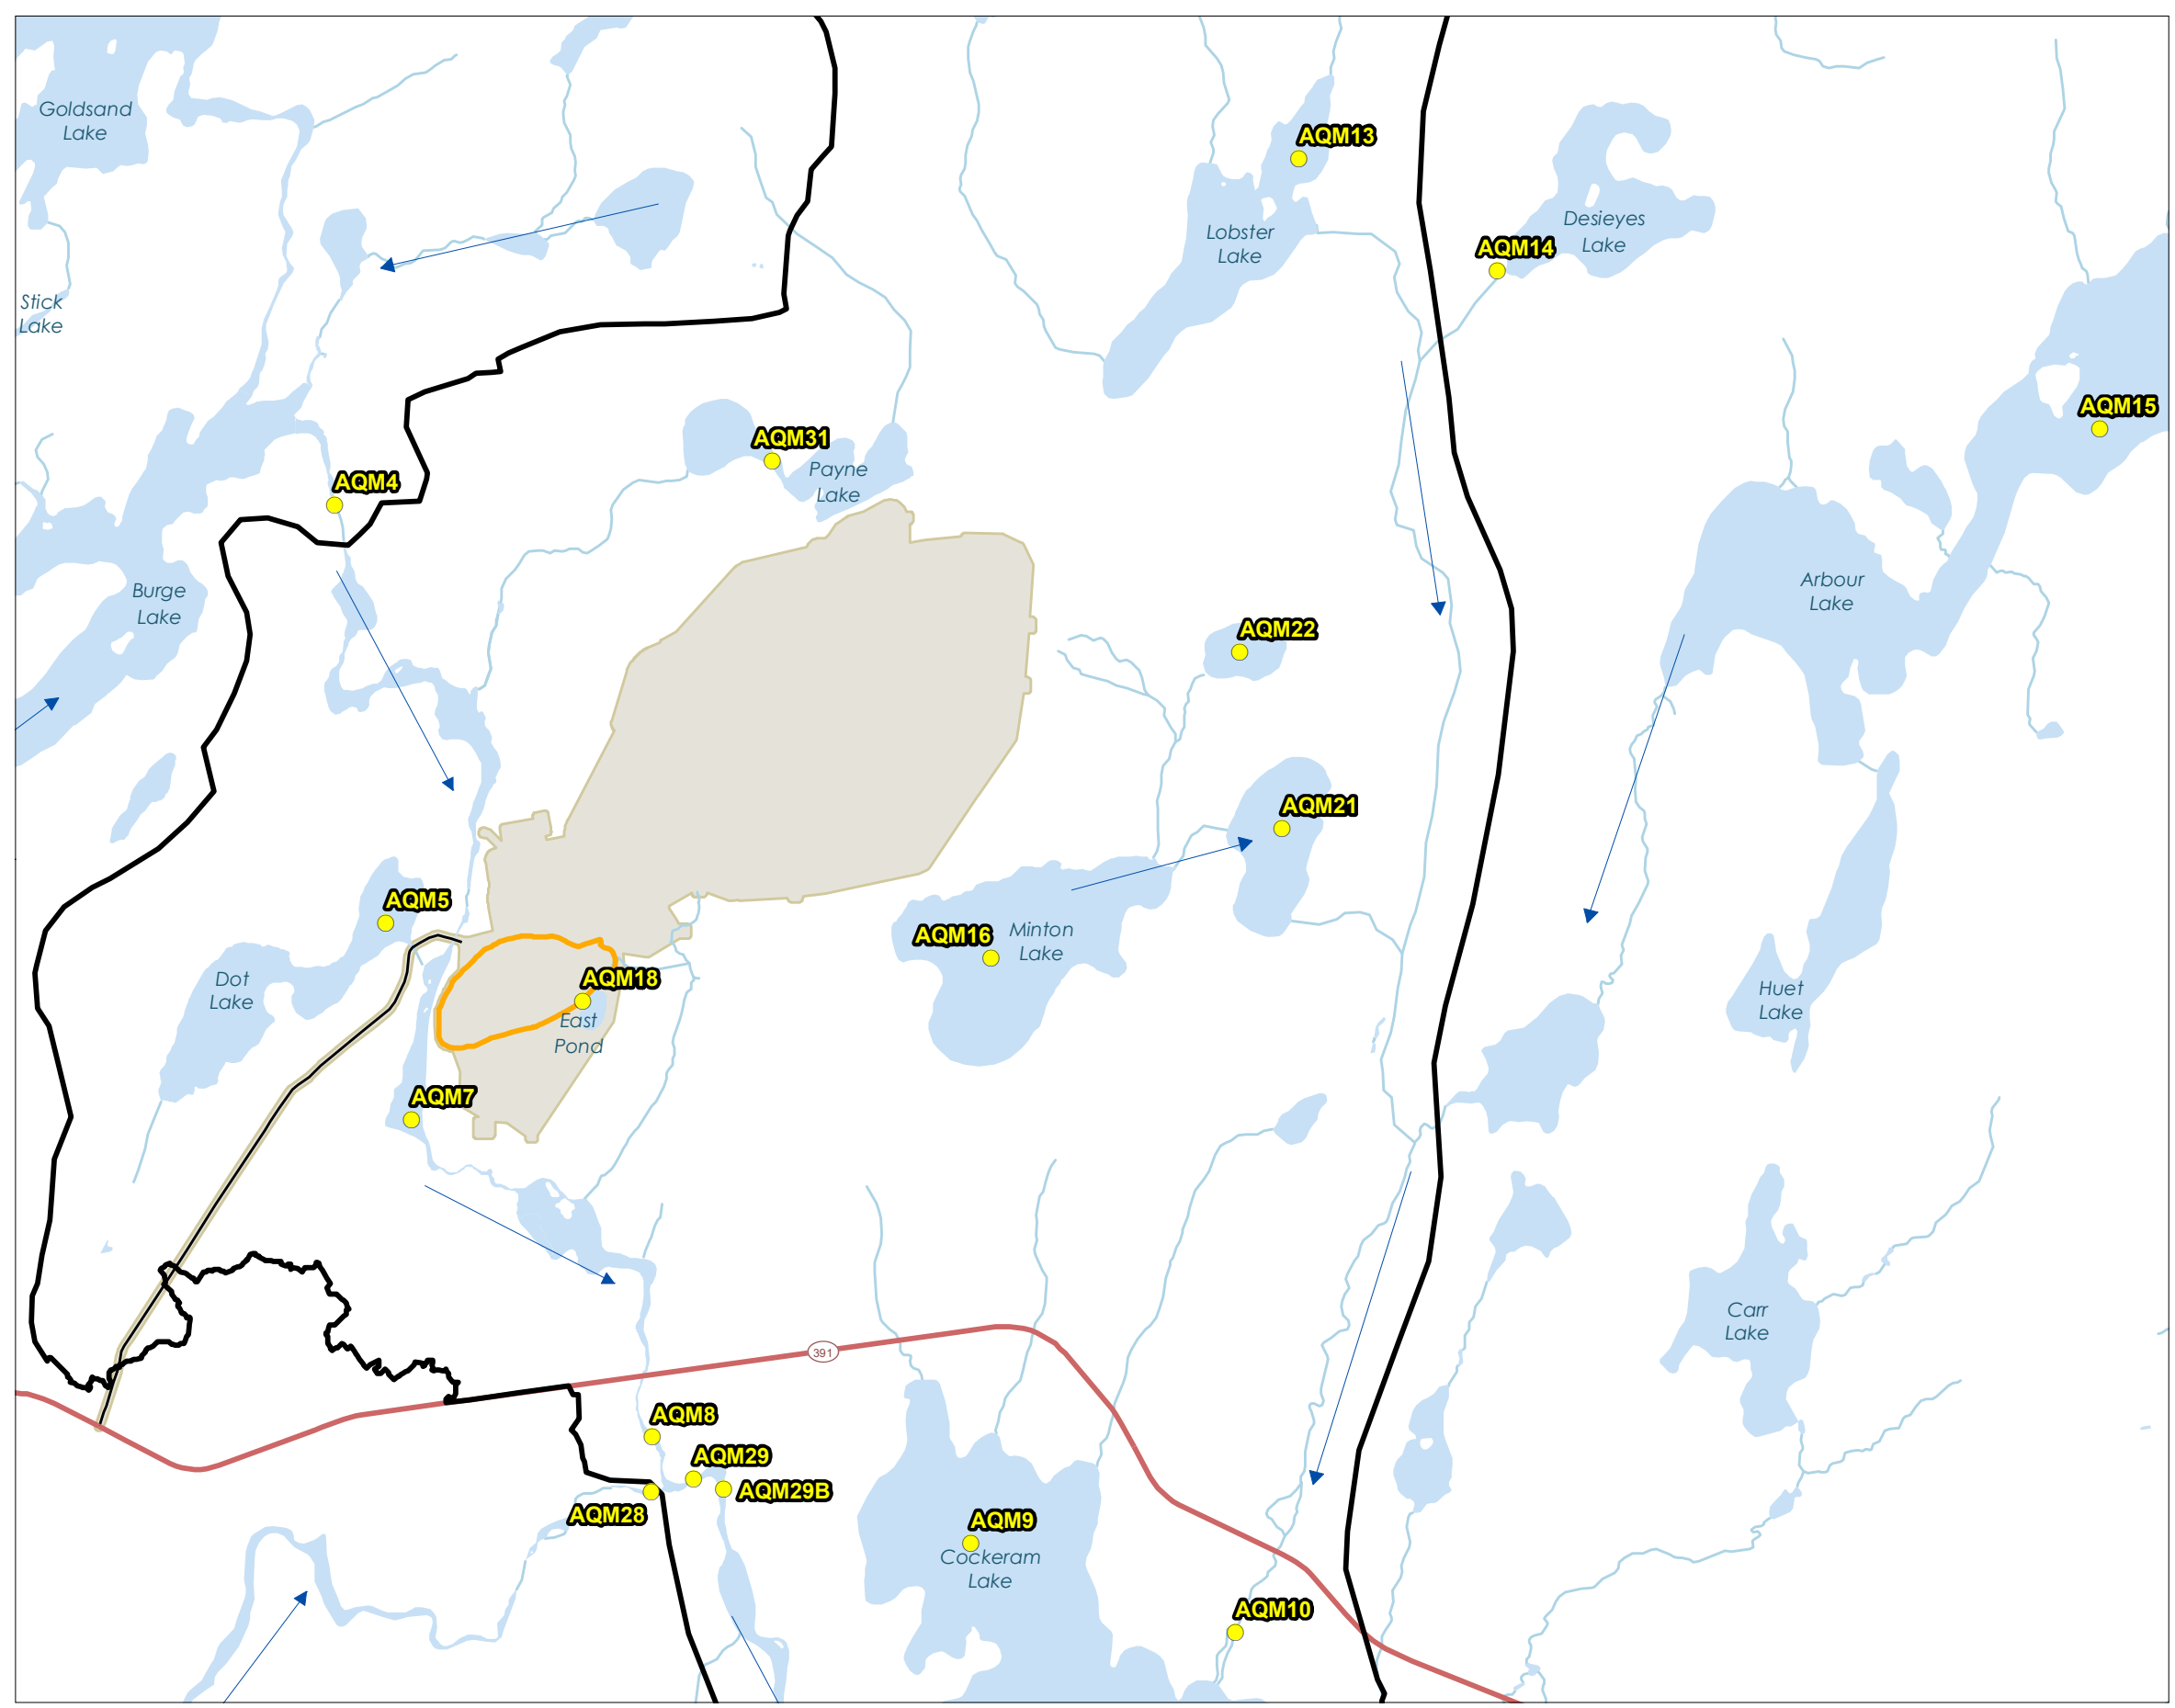 Goldsand
Lake
AQM13
Desieyes
Lake
Lobster
Lake
AQM14
Stick
Lake
AQM15
AQM31
Payne
Lake
AQM4
Arbour
Lake
Burge
Lake
AQM22
AQM21
AQM5
AQM16
Minton
Lake
Dot
Lake
AQM18
East
Pond
Huet
Lake
AQM7
Carr
Lake
391
AQM8
AQM29
AQM29B
AQM28
AQM9
Cockeram
Lake
AQM10